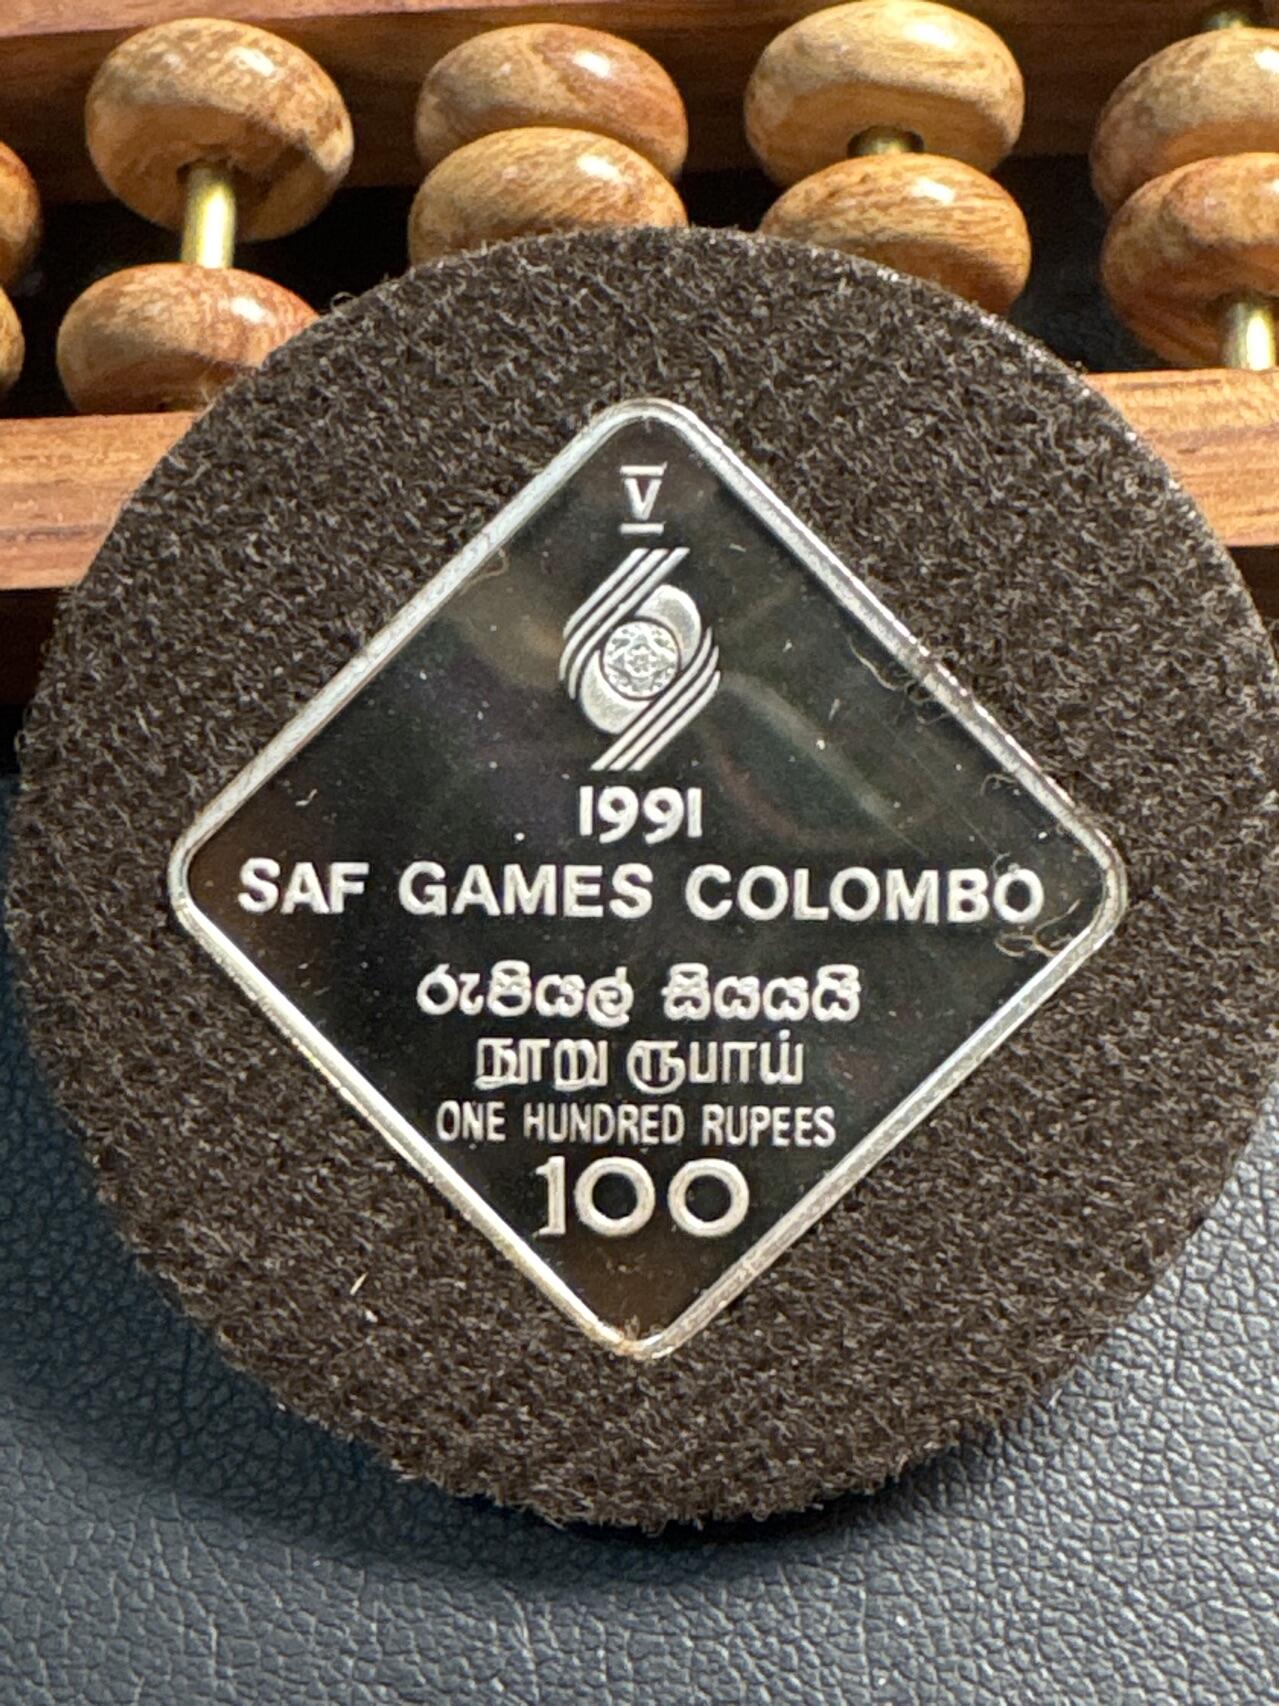 V
1991
SAF GAMES COLOMBO
රුපියල් සියයයි
நூறு ரூபாய்
ONE HUNDRED RUPEES
100